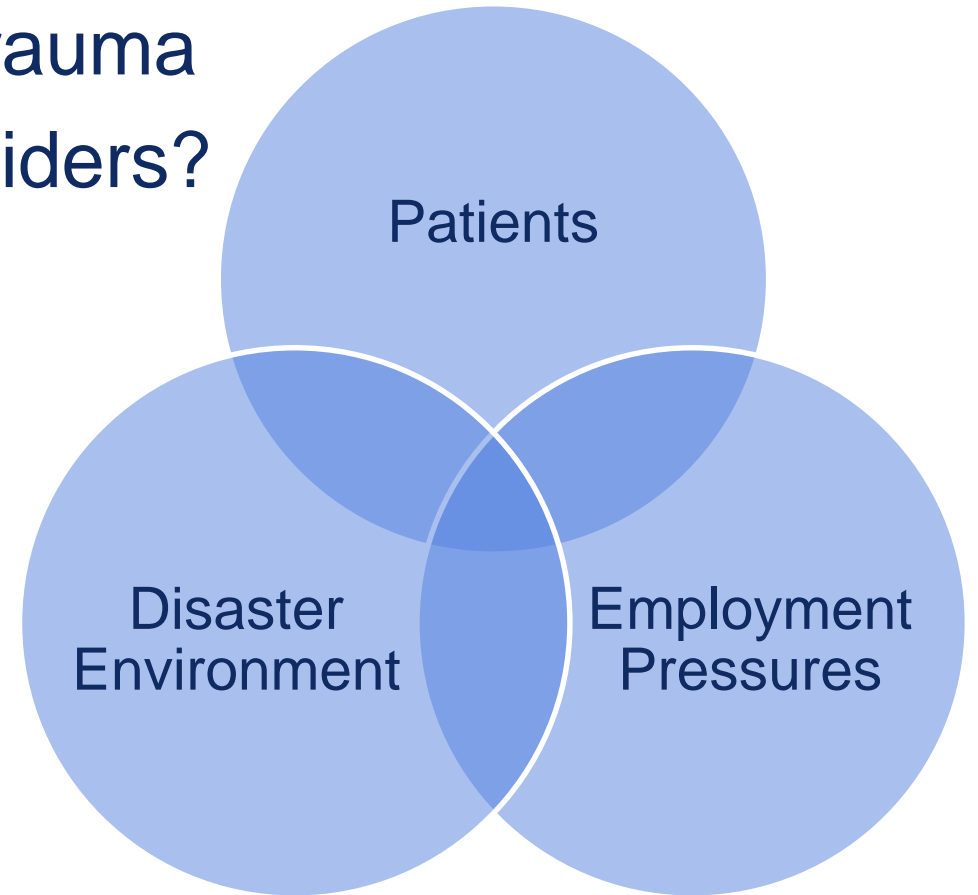 rauma
iders?
Patients
Disaster
Environment
Employment
Pressures